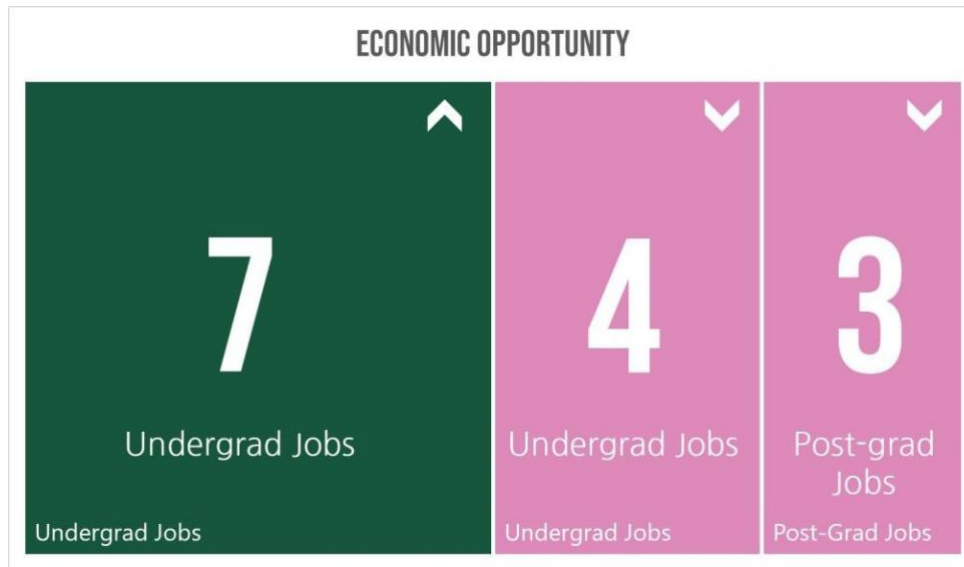 ECONOMIC OPPORTUNITY
7
Undergrad Jobs
Undergrad Jobs
4
Undergrad Jobs
Undergrad Jobs
3
Post-grad
Jobs
Post-Grad Jobs